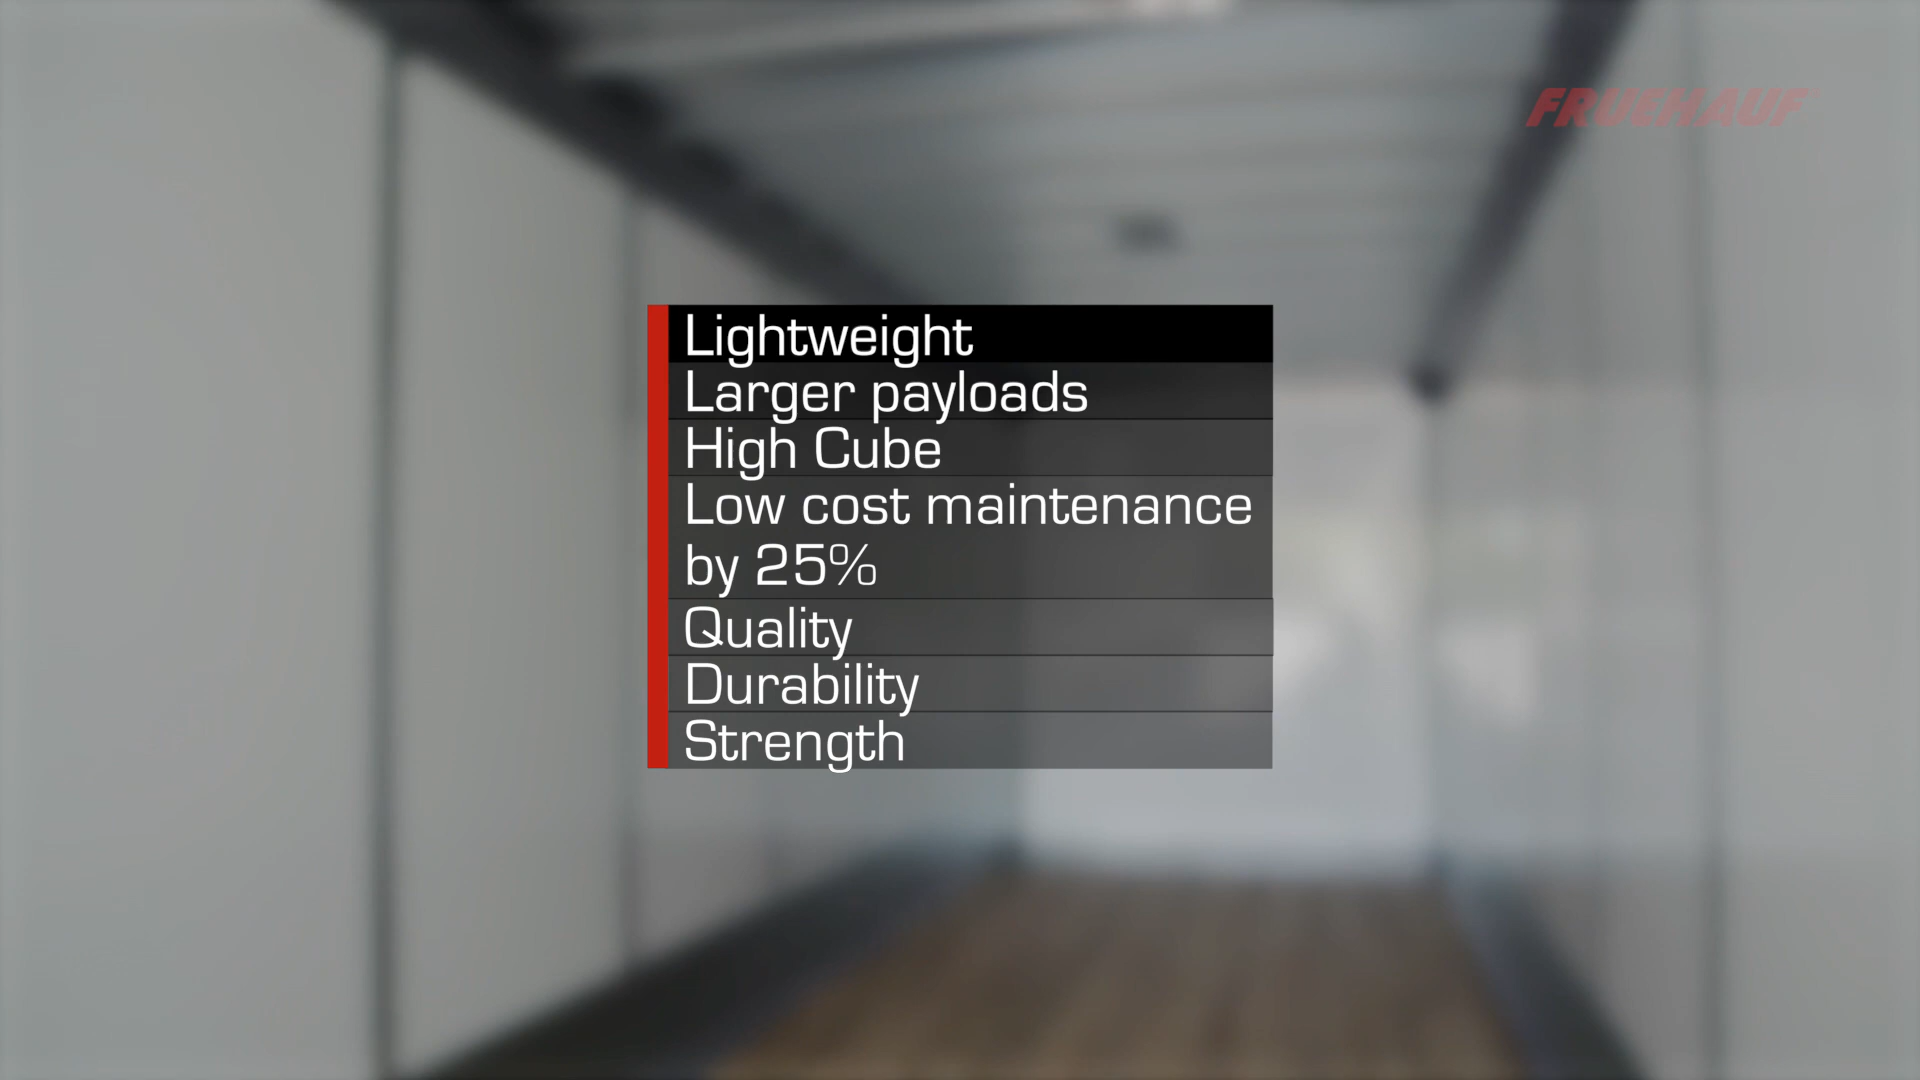 FRUEHAUF
Lightweight
Larger payloads
High Cube
Low cost maintenance
by 25%
Quality
Durability
Strength